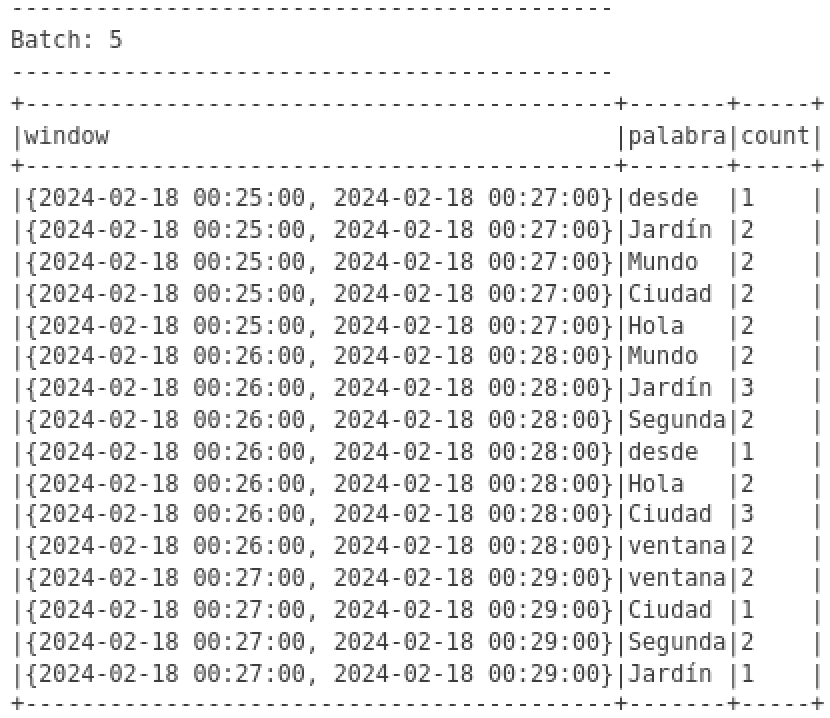 -------------------------------------------
Batch: 5
-------------------------------------------
+------------------------------------------+-------+-----+
|window                                    |palabra|count|
+------------------------------------------+-------+-----+
|{2024-02-18 00:25:00, 2024-02-18 00:27:00}|desde  |1    |
|{2024-02-18 00:25:00, 2024-02-18 00:27:00}|Jardín |2    |
|{2024-02-18 00:25:00, 2024-02-18 00:27:00}|Mundo  |2    |
|{2024-02-18 00:25:00, 2024-02-18 00:27:00}|Ciudad |2    |
|{2024-02-18 00:25:00, 2024-02-18 00:27:00}|Hola   |2    |
|{2024-02-18 00:26:00, 2024-02-18 00:28:00}|Mundo  |2    |
|{2024-02-18 00:26:00, 2024-02-18 00:28:00}|Jardín |3    |
|{2024-02-18 00:26:00, 2024-02-18 00:28:00}|Segunda|2    |
|{2024-02-18 00:26:00, 2024-02-18 00:28:00}|desde  |1    |
|{2024-02-18 00:26:00, 2024-02-18 00:28:00}|Hola   |2    |
|{2024-02-18 00:26:00, 2024-02-18 00:28:00}|Ciudad |3    |
|{2024-02-18 00:26:00, 2024-02-18 00:28:00}|ventana|2    |
|{2024-02-18 00:27:00, 2024-02-18 00:29:00}|ventana|2    |
|{2024-02-18 00:27:00, 2024-02-18 00:29:00}|Ciudad |1    |
|{2024-02-18 00:27:00, 2024-02-18 00:29:00}|Segunda|2    |
|{2024-02-18 00:27:00, 2024-02-18 00:29:00}|Jardín |1    |
+------------------------------------------+-------+-----+